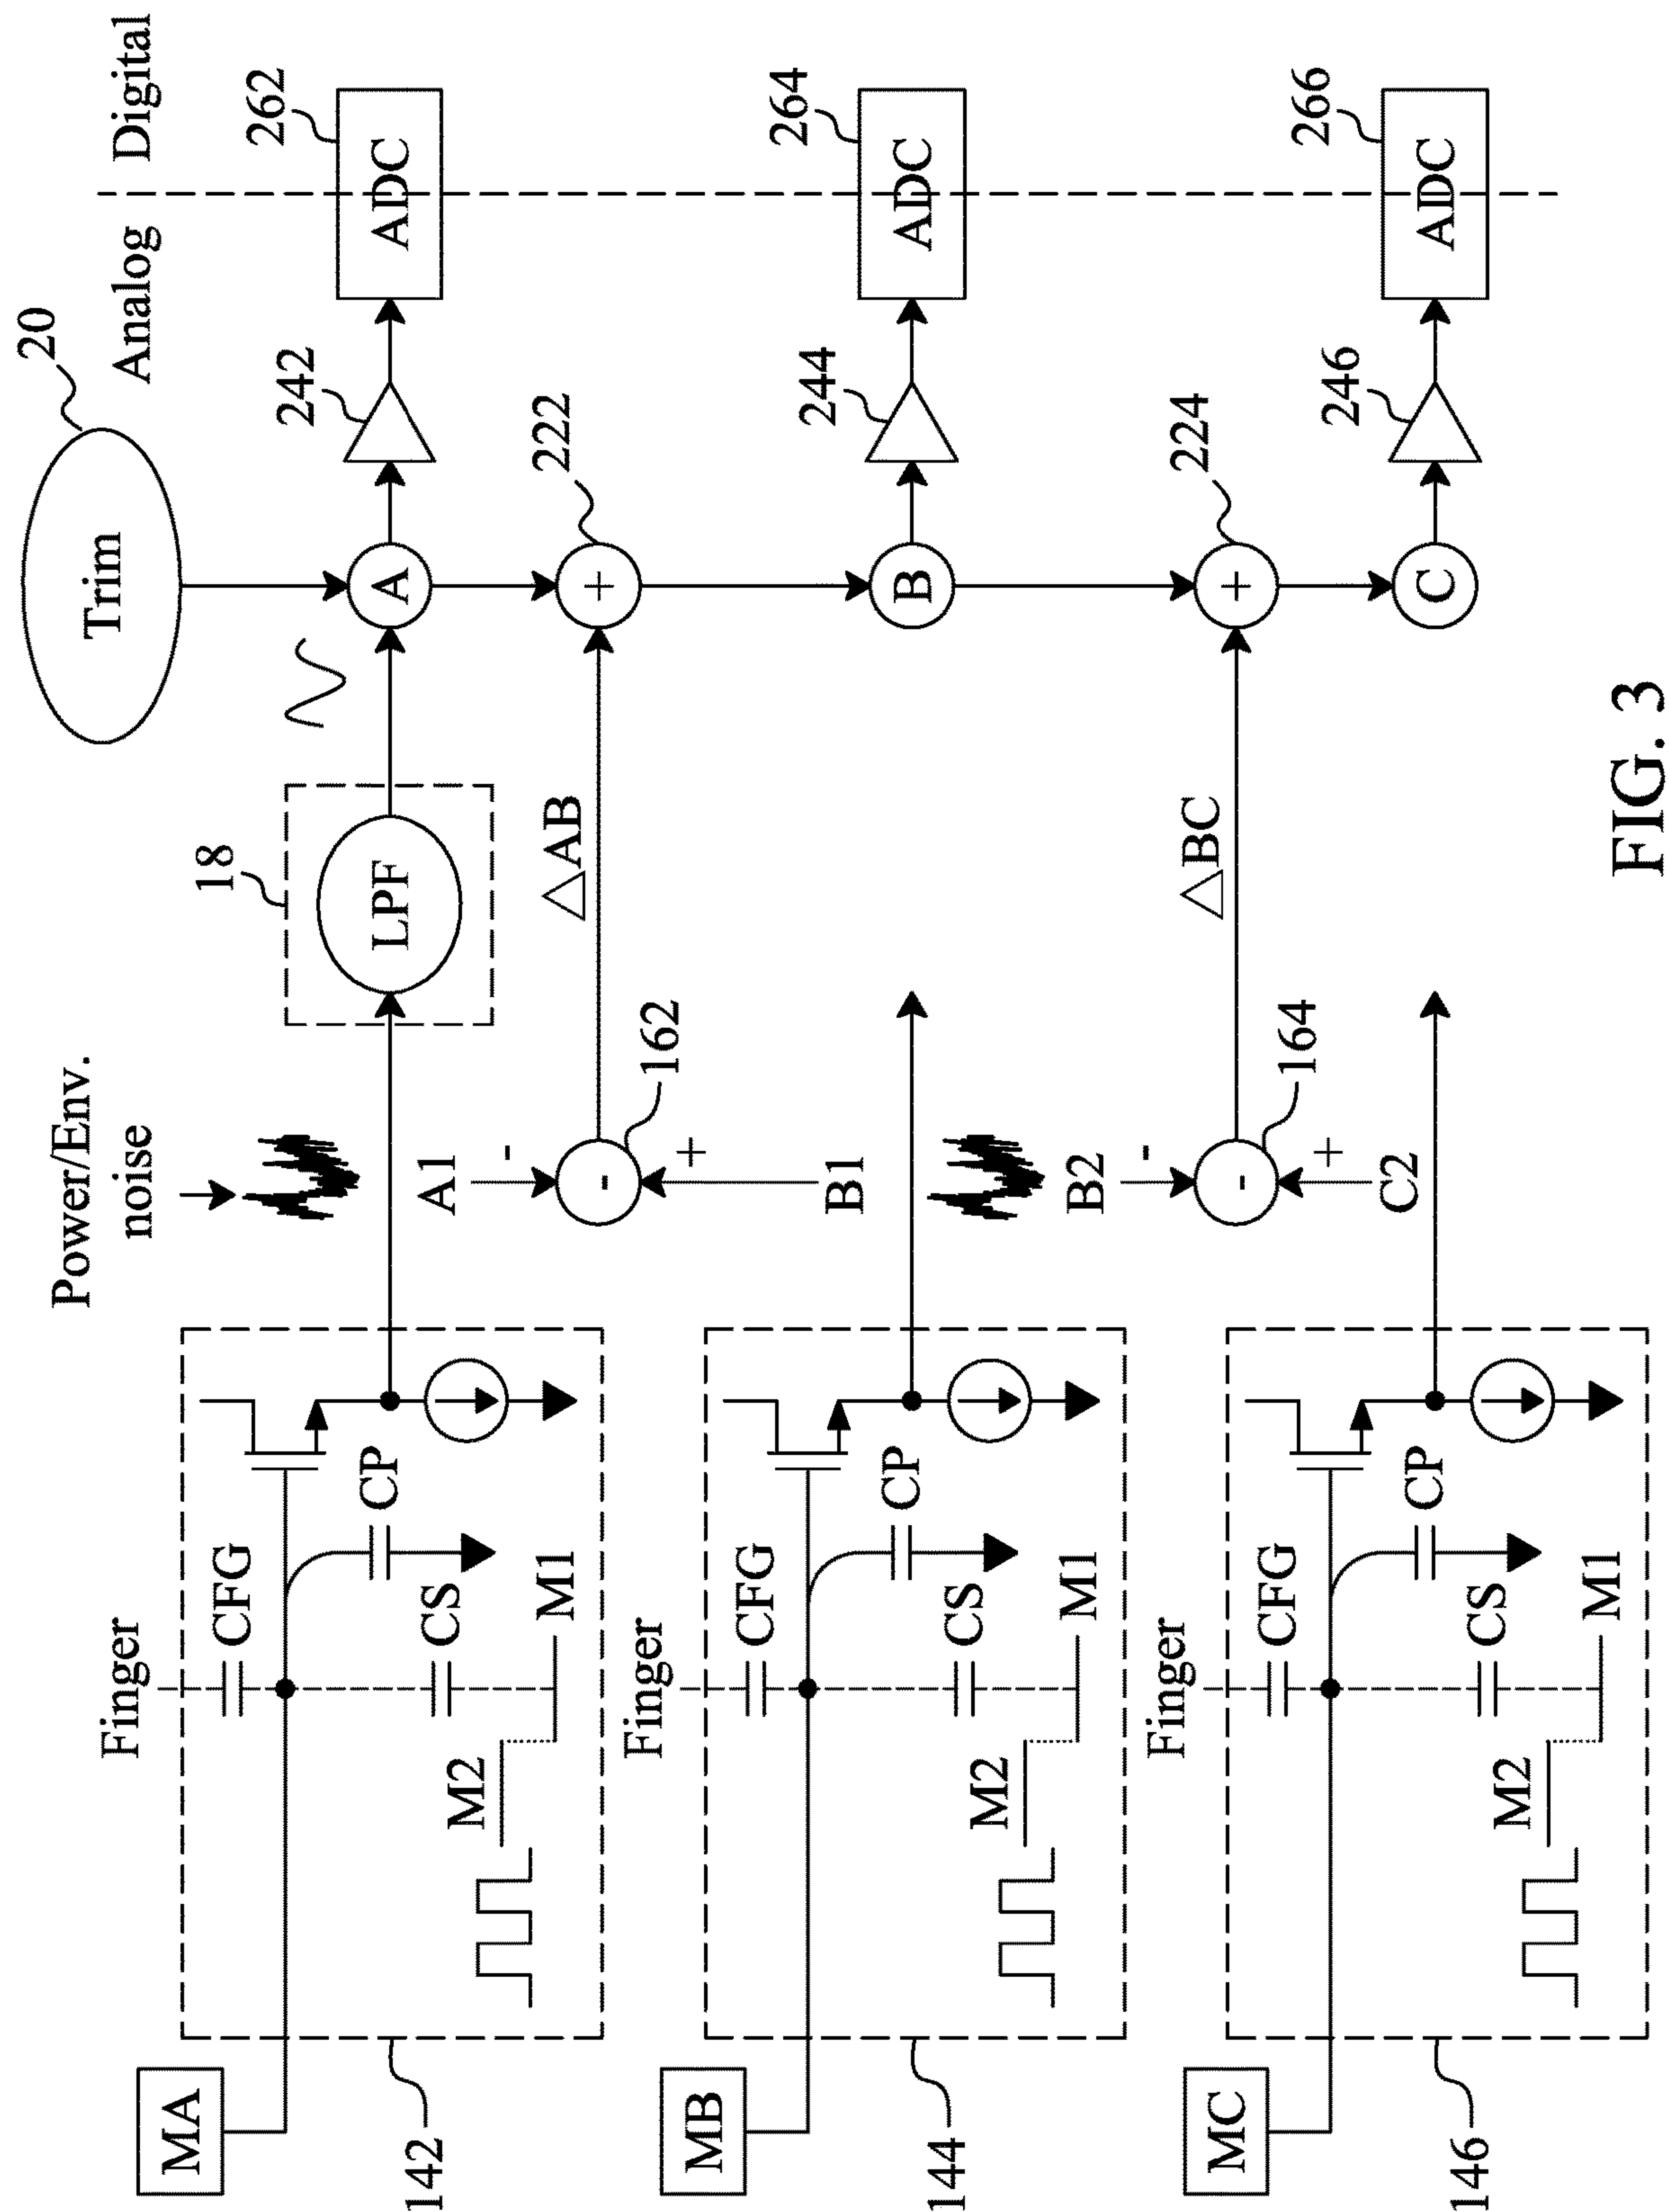 Power/Env.
noise
20
Analog
Digital
Trim
MA
142
Finger
CFG
CP
CS
M2
M1
18
LPF
A
242
262
ADC
A1
-
-
+
162
△AB
222
+
B1
MB
144
Finger
CFG
CP
CS
M2
M1
B
244
264
ADC
B2
-
-
+
164
△BC
224
+
C2
MC
146
Finger
CFG
CP
CS
M2
M1
C
246
266
ADC
FIG. 3